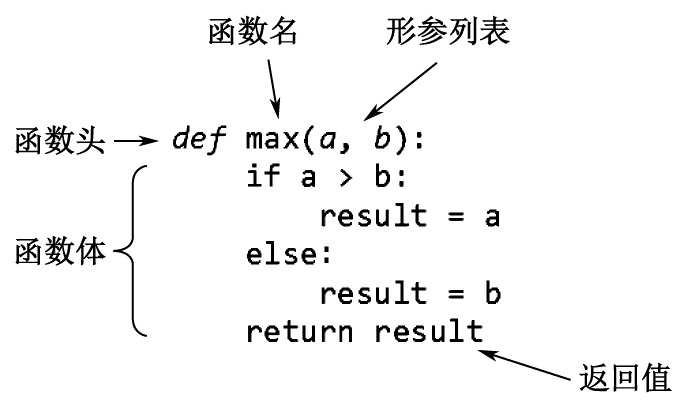 函数名 形参列表
函数头 def max(a, b):
if a > b:
result = a
函数体 else:
result = b
return result
返回值